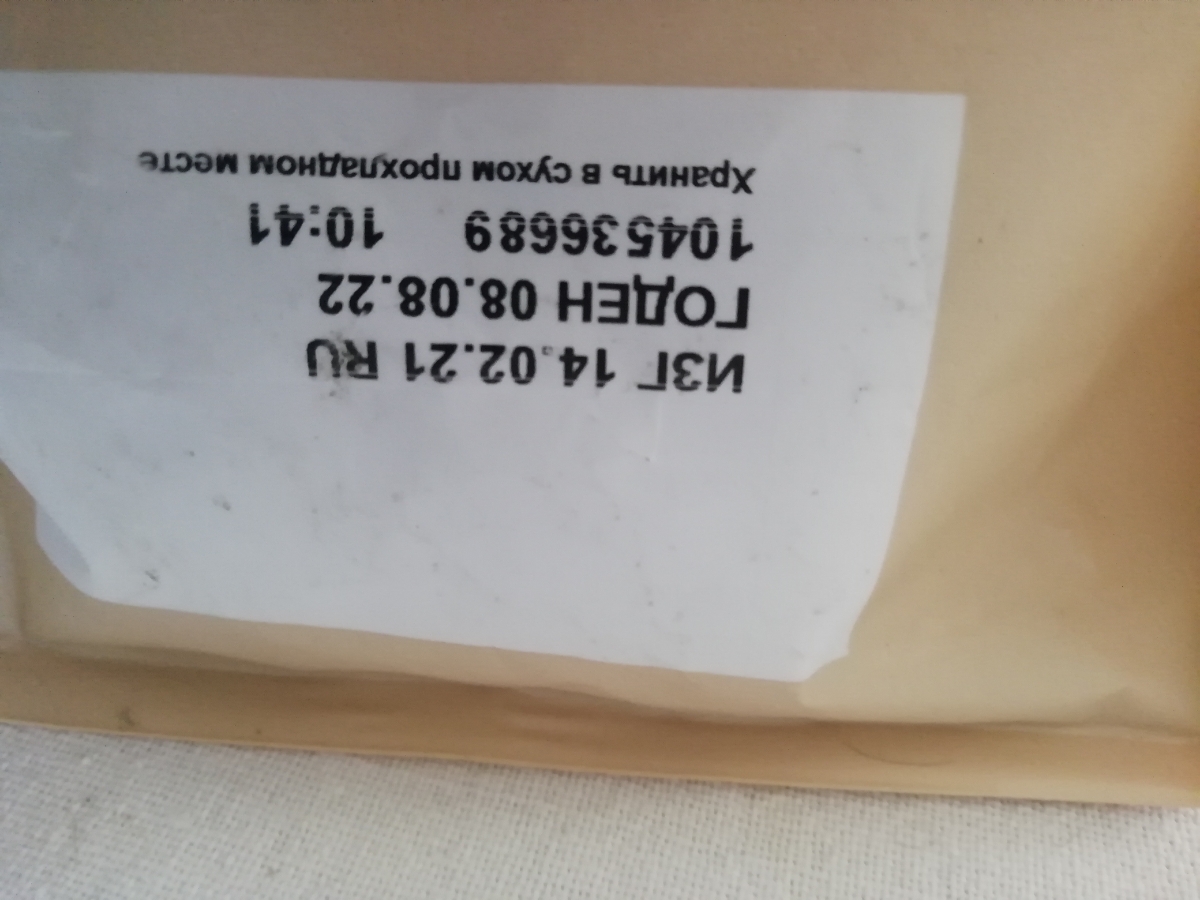 ИЗГ 14.02.21 RU
ГОДЕН 08.08.22
104536689 10:41
Хранить в сухом прохладном месте